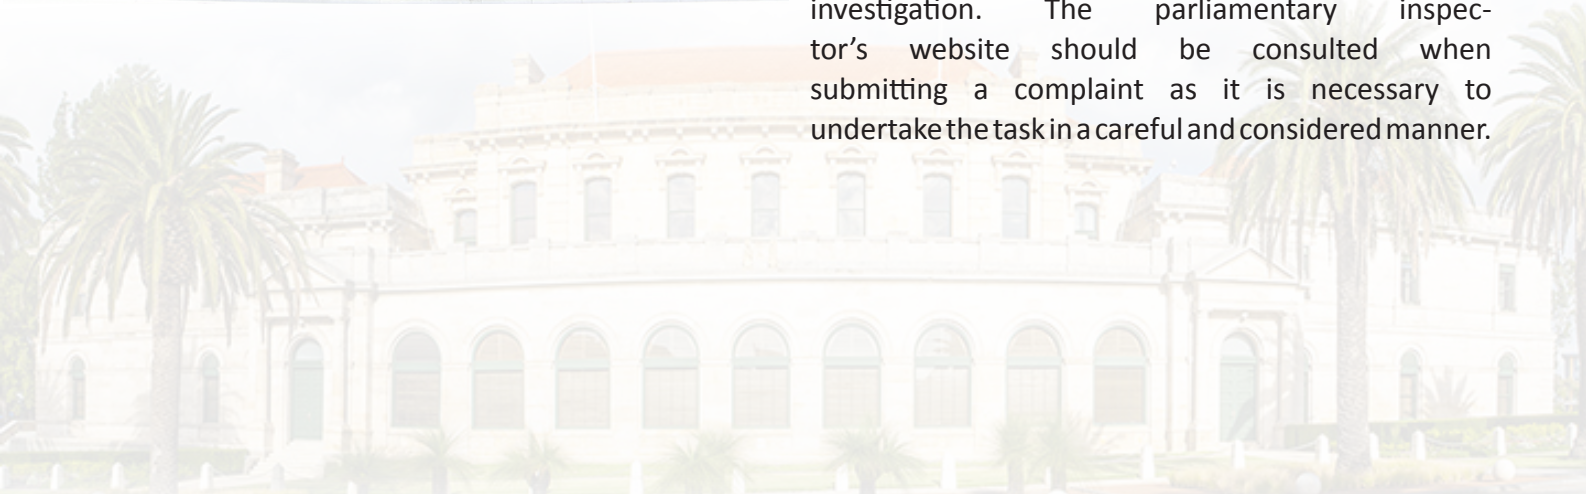 investigation. The parliamentary inspec-
tor’s website should be consulted when
submitting a complaint as it is necessary to
undertake the task in a careful and considered manner.